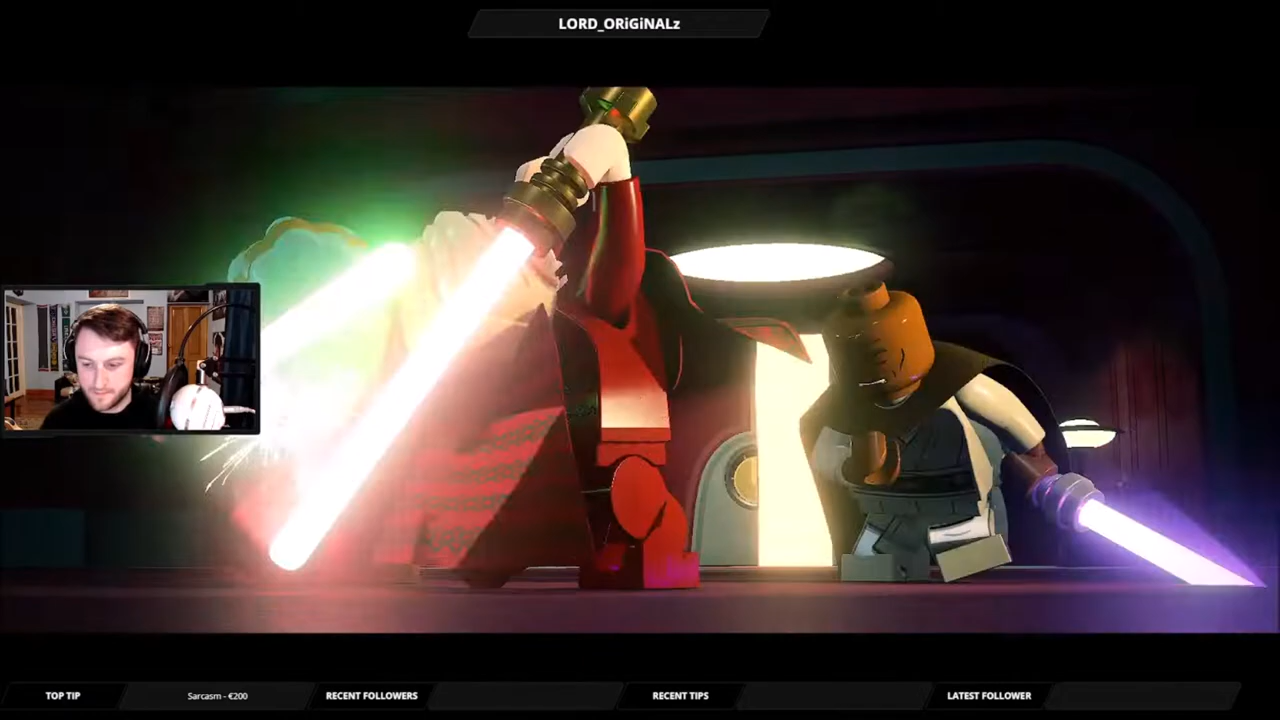 LORD_ORiGiNALz
TOP TIP
Sarcasm - €200
RECENT FOLLOWERS
RECENT TIPS
LATEST FOLLOWER